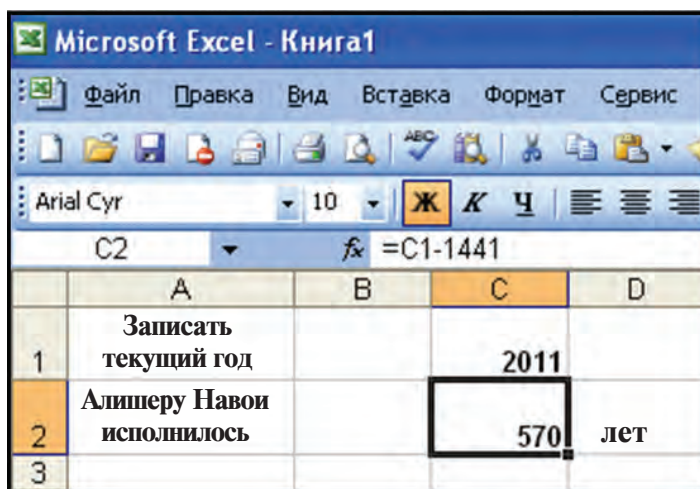 Microsoft Excel - Книга1
Файл Правка Вид Вставка Формат Сервис
ABC
Arial Cyr 10 Ж К Ч
C2 fx =C1-1441
A B C D
Записать
1 текущий год 2011
Алишеру Навои
2 исполнилось 570 лет
3